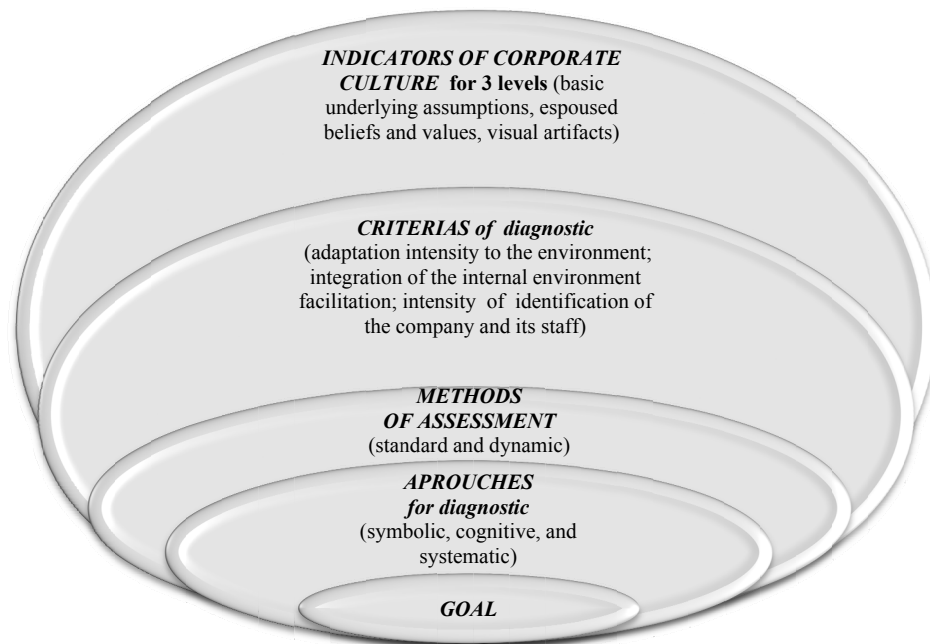 INDICATORS OF CORPORATE
CULTURE for 3 levels (basic
underlying assumptions, espoused
beliefs and values, visual artifacts)
CRITERIAS of diagnostic
(adaptation intensity to the environment;
integration of the internal environment
facilitation; intensity of identification of
the company and its staff)
METHODS
OF ASSESSMENT
(standard and dynamic)
APROUCHES
for diagnostic
(symbolic, cognitive, and
systematic)
GOAL